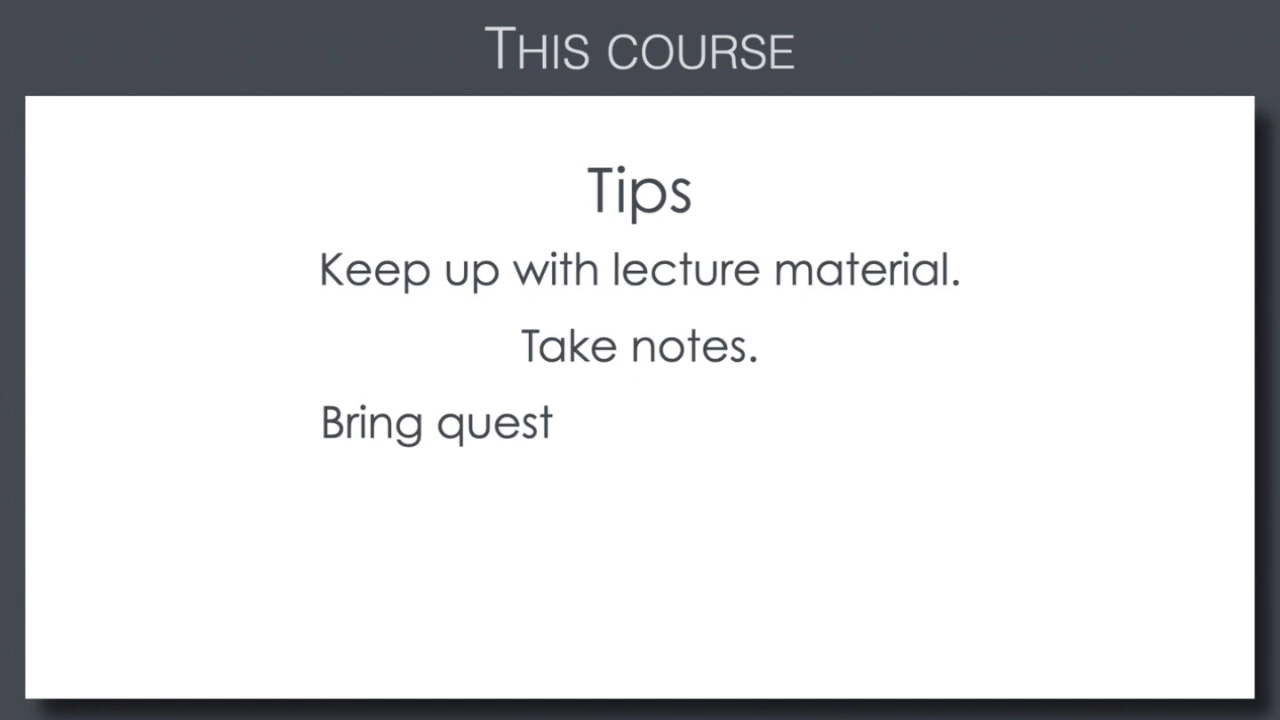 THIS COURSE
Tips
Keep up with lecture material.
Take notes.
Bring quest